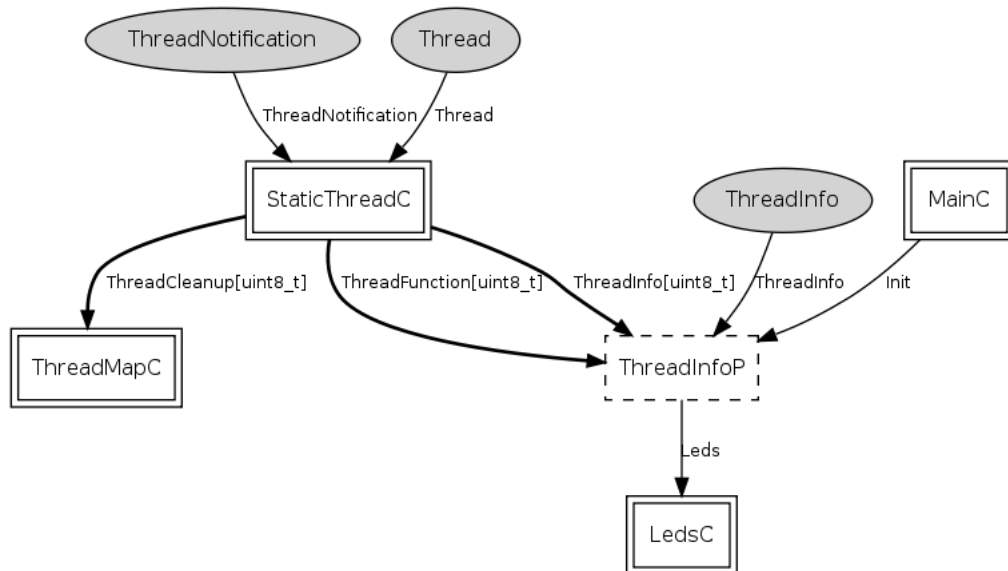 ThreadNotification
Thread
ThreadNotification
Thread
StaticThreadC
ThreadInfo
MainC
ThreadCleanup[uint8_t]
ThreadFunction[uint8_t]
ThreadInfo[uint8_t]
ThreadInfo
Init
ThreadMapC
ThreadInfoP
Leds
LedsC